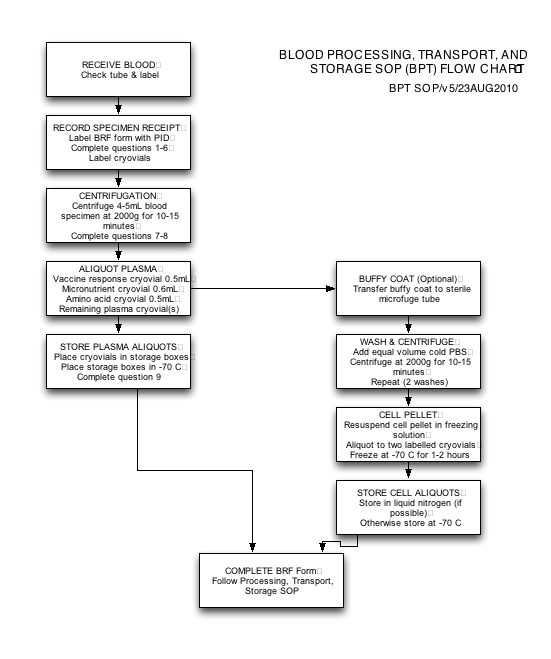 BLOOD PROCESSING, TRANSPORT, AND
STORAGE SOP (BPT) FLOW CHART
BPT SOP/v5/23AUG2010
RECEIVE BLOOD
Check tube & label
RECORD SPECIMEN RECEIPT
Label BRF form with PID
Complete questions 1-6
Label cryovials
CENTRIFUGATION
Centrifuge 4-5mL blood
specimen at 2000g for 10-15
minutes
Complete questions 7-8
ALIQUOT PLASMA
Vaccine response cryovial 0.5mL
Micronutrient cryovial 0.6mL
Amino acid cryovial 0.5mL
Remaining plasma cryovial(s)
STORE PLASMA ALIQUOTS
Place cryovials in storage boxes
Place storage boxes in -70 C
Complete question 9
BUFFY COAT (Optional)
Transfer buffy coat to sterile
microfuge tube
WASH & CENTRIFUGE
Add equal volume cold PBS
Centrifuge at 2000g for 10-15
minutes
Repeat (2 washes)
CELL PELLET
Resuspend cell pellet in freezing
solution
Aliquot to two labelled cryovials
Freeze at -70 C for 1-2 hours
STORE CELL ALIQUOTS
Store in liquid nitrogen (if
possible)
Otherwise store at -70 C
COMPLETE BRF Form
Follow Processing, Transport,
Storage SOP